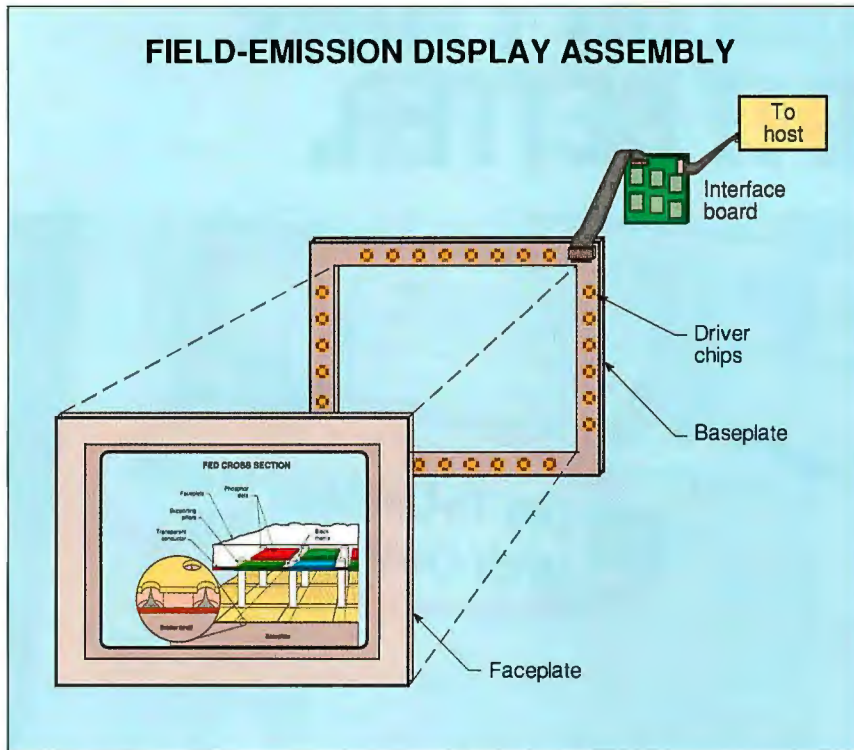 FIELD-EMISSION DISPLAY ASSEMBLY
To
host
Interface
board
Driver
chips
Baseplate
FED CROSS SECTION
Phosphor
dots
Faceplate
Supporting
pillars
Transparent
conductor
Black
matrix
Baseplate
Faceplate